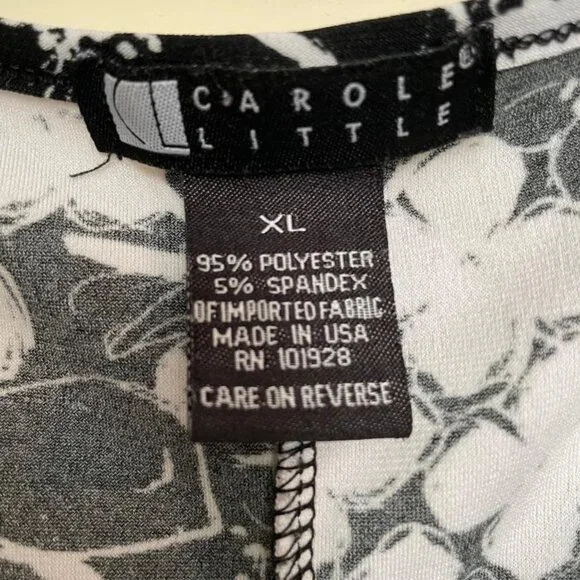 CAROLE®
LITTLE
XL
95% POLYESTER
5% SPANDEX
OF IMPORTED FABRIC
MADE IN USA
RN 101928
CARE ON REVERSE